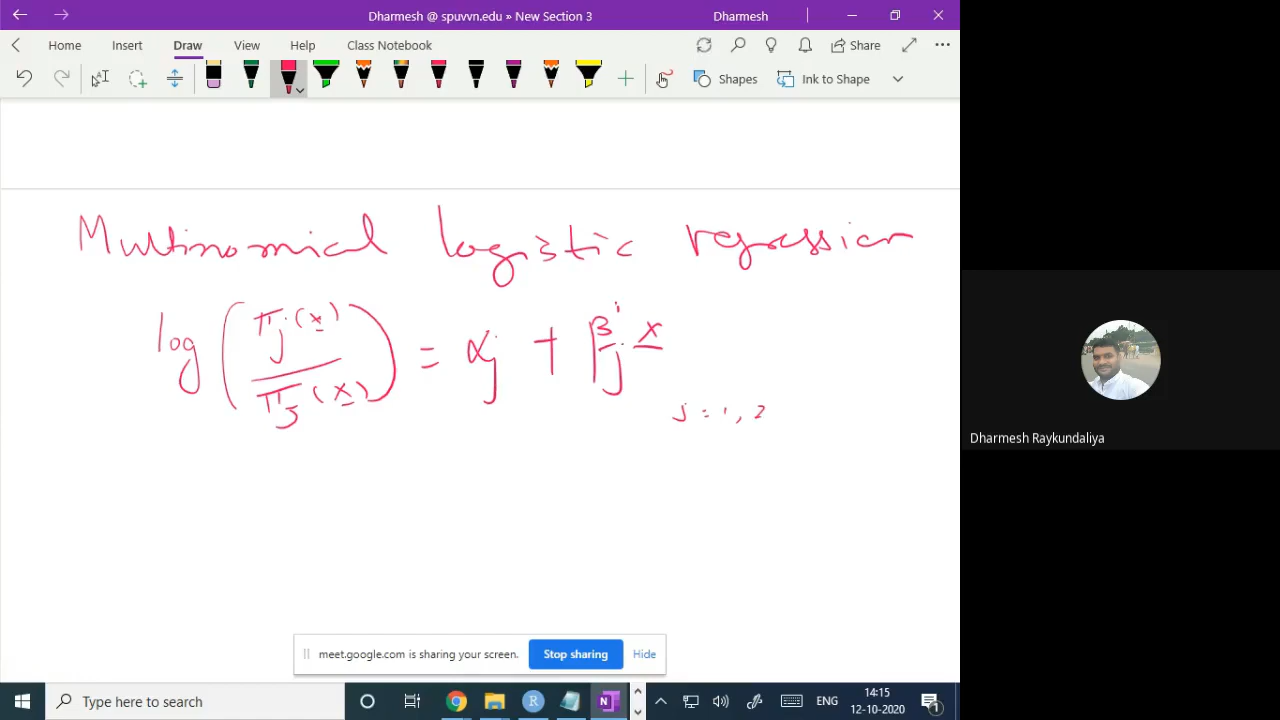 Dharmesh @ spuvvn.edu » New Section 3
Dharmesh
Home Insert Draw View Help Class Notebook Share
Shapes Ink to Shape
Multinomial logistic regression
log (πj(x) / πJ(x)) = αj + β'j x
j = 1, 2
Dharmesh Raykundaliya
meet.google.com is sharing your screen. Stop sharing Hide
Type here to search
ENG
14:15
12-10-2020
1